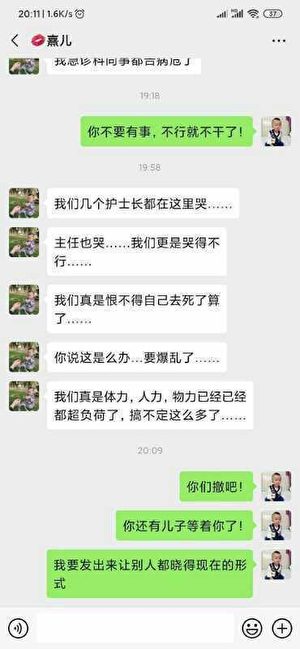 20:11 | 1.6K/s
57
熹儿
我急诊科同事都告病危了
19:18
你不要有事，不行就不干了！
19:58
我们几个护士长都在这里哭……
主任也哭……我们更是哭得不
行……
我们真是恨不得自己去死了算
了……
你说这是么办…要爆乱了……
我们真是体力，人力，物力已经已经
都超负荷了，搞不定这么多了……
20:09
你们撤吧！
你还有儿子等着你了！
我要发出来让别人都晓得现在的形
式